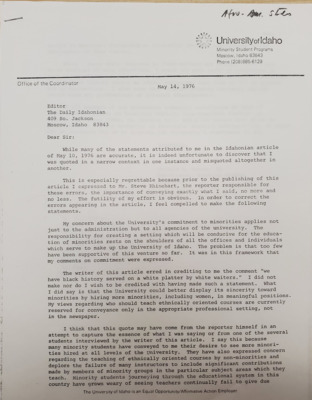 Afro-Am. Stds
University of Idaho
Minority Student Programs
Moscow, Idaho 83843
Phone (208) 885-6128
Office of the Coordinator
May 14, 1976
Editor
The Daily Idahonian
409 So. Jackson
Moscow, Idaho 83843
Dear Sir:
While many of the statements attributed to me in the Idahonian article
of May 10, 1976 are accurate, it is indeed unfortunate to discover that I
was quoted in a narrow context in one instance and misquoted altogether in
another.
This is especially regrettable because prior to the publishing of this
article I expressed to Mr. Steve Rinehart, the reporter responsible for
these errors, the importance of conveying exactly what I said, no more and
no less. The futility of my effort is obvious. In order to correct the
errors appearing in the article, I feel compelled to make the following
statements.
My concern about the University's commitment to minorities applies not
just to the administration but to all agencies of the university. The
responsibility for creating a setting which will be conducive for the educa-
tion of minorities rests on the shoulders of all the offices and individuals
which serve to make up the University of Idaho. The problem is that too few
have been supportive of this venture so far. It was in this framework that
my comments on commitment were expressed.
The writer of this article erred in crediting to me the comment "we
have black history served on a white platter by white waiters." I did not
make nor do I wish to be credited with having made such a statement. What
I did say is that the University could better display its sincerity toward
minorities by hiring more minorities, including women, in meaningful positions.
My views regarding who should teach ethnically oriented courses are currently
reserved for conveyance only in the appropriate professional setting, not
in the newspaper.
I think that this quote may have come from the reporter himself in an
attempt to capture the essence of what I was saying or from one of the several
students interviewed by the writer of this article. I say this because
many minority students have conveyed to me their desire to see more minori-
ties hired at all levels of the University. They have also expressed concern
regarding the teaching of ethnically oriented courses by non-minorities and
deplore the failure of many instructors to include significant contributions
made by members of minority groups in the particular subject areas which they
teach. Minority students journeying through the educational system in this
country have grown weary of seeing teachers continually fail to give due
The University of Idaho is an Equal Opportunity/Affirmative Action Employer